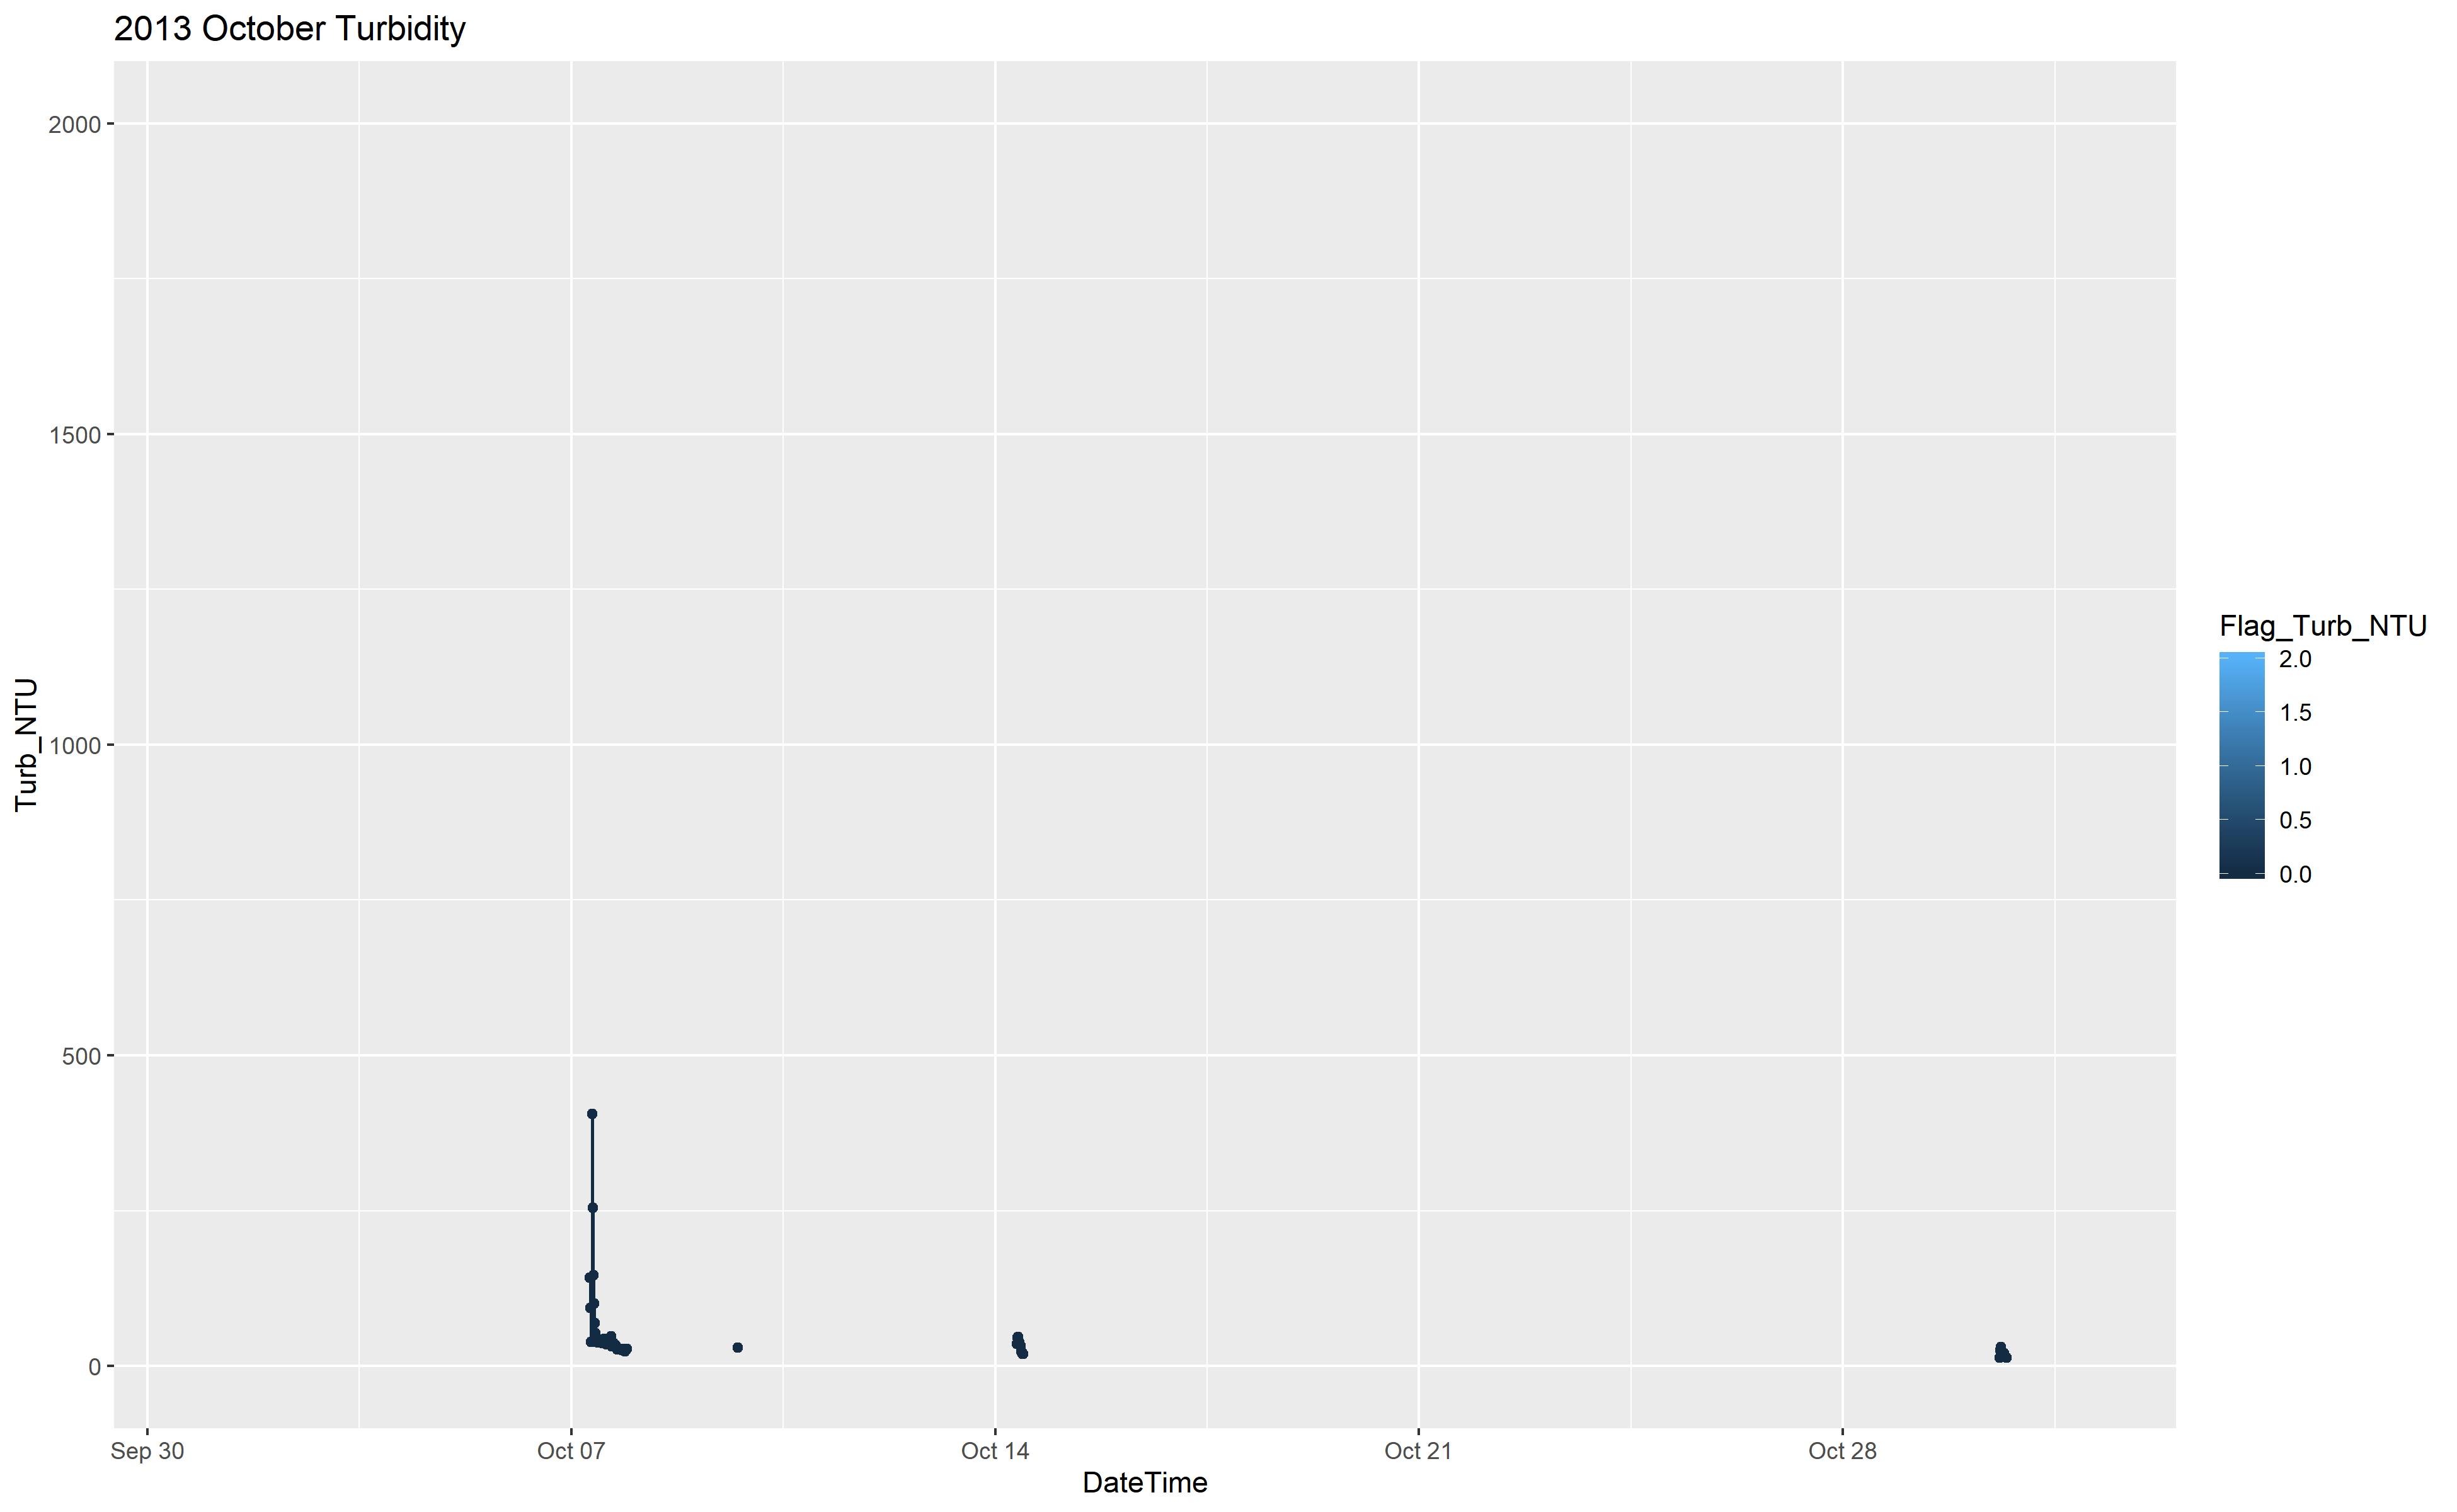 2013 October Turbidity
Turb_NTU
2000
1500
1000
500
0
Sep 30
Oct 07
Oct 14
Oct 21
Oct 28
DateTime
Flag_Turb_NTU
2.0
1.5
1.0
0.5
0.0